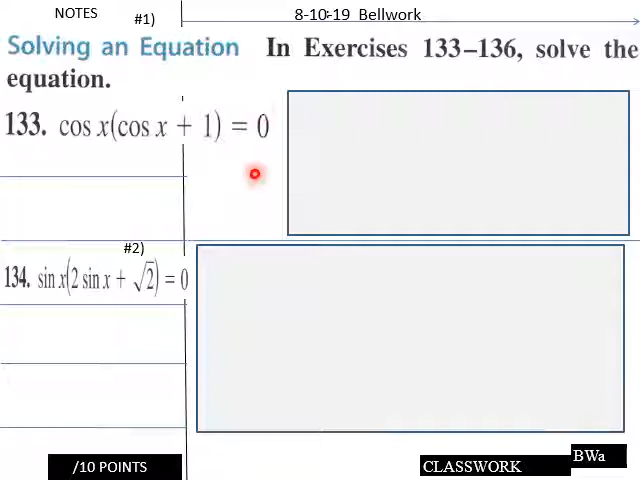 NOTES #1) 8-10-19 Bellwork
Solving an Equation In Exercises 133–136, solve the
equation.
133. cos x(cos x + 1) = 0
#2)
134. sin x(2 sin x + √2) = 0
/10 POINTS
CLASSWORK
BWa